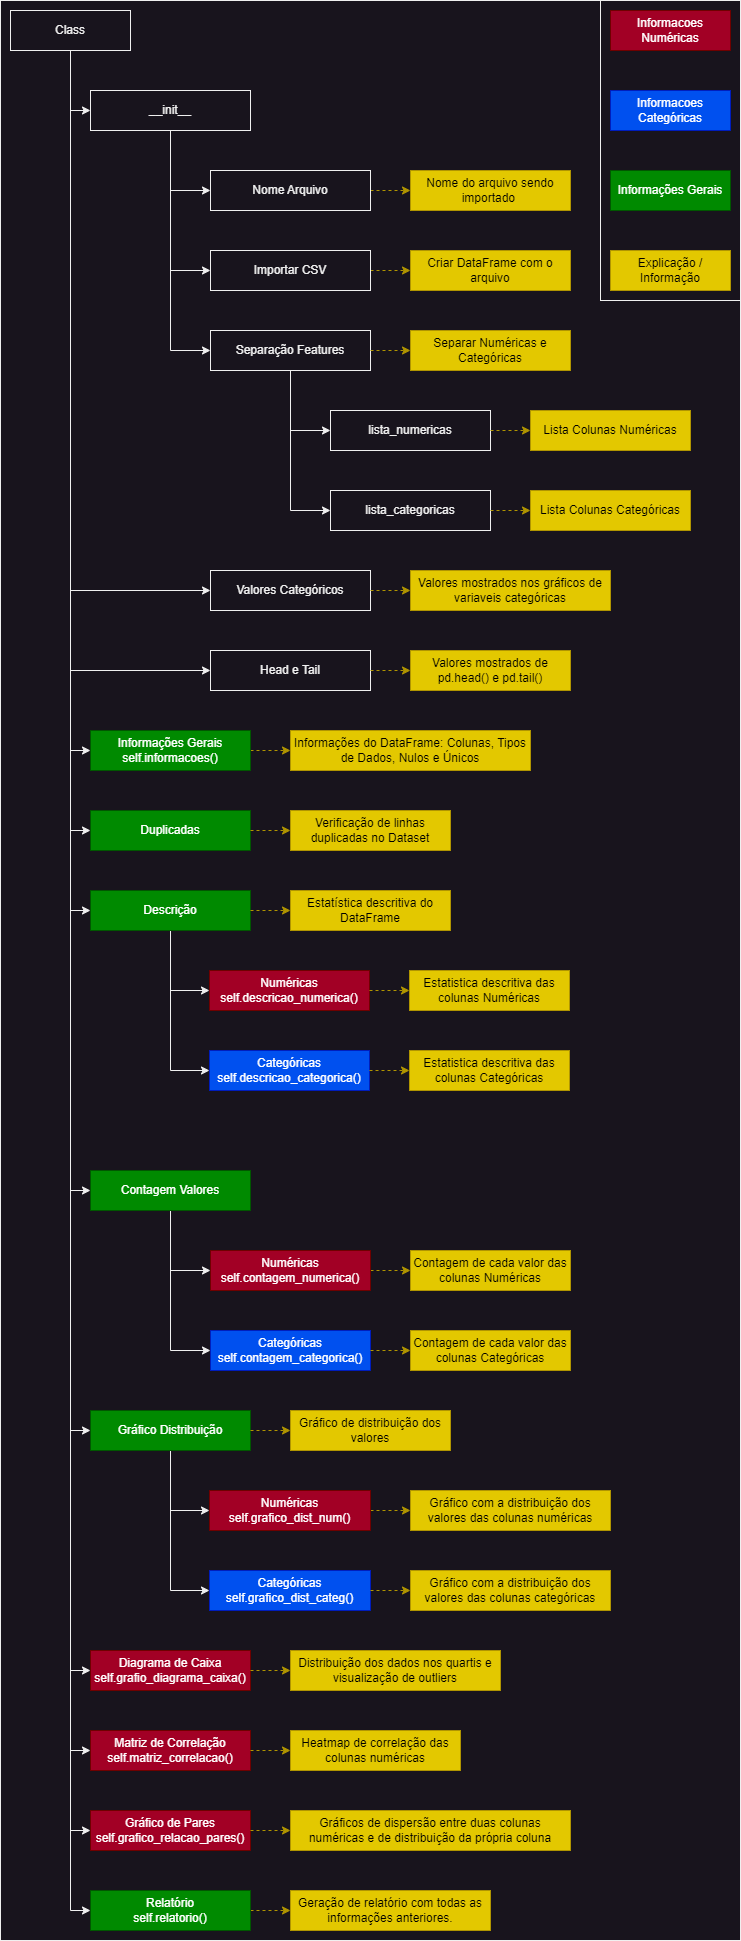 Class
Informacoes
Numéricas
__init__
Informacoes
Categóricas
Nome Arquivo
Nome do arquivo sendo
importado
Informações Gerais
Importar CSV
Criar DataFrame com o
arquivo
Explicação /
Informação
Separação Features
Separar Numéricas e
Categóricas
lista_numericas
Lista Colunas Numéricas
lista_categoricas
Lista Colunas Categóricas
Valores Categóricos
Valores mostrados nos gráficos de
variaveis categóricas
Head e Tail
Valores mostrados de
pd.head() e pd.tail()
Informações Gerais
self.informacoes()
Informações do DataFrame: Colunas, Tipos
de Dados, Nulos e Únicos
Duplicadas
Verificação de linhas
duplicadas no Dataset
Descrição
Estatística descritiva do
DataFrame
Numéricas
self.descricao_numerica()
Estatistica descritiva das
colunas Numéricas
Categóricas
self.descricao_categorica()
Estatistica descritiva das
colunas Categóricas
Contagem Valores
Numéricas
self.contagem_numerica()
Contagem de cada valor das
colunas Numéricas
Categóricas
self.contagem_categorica()
Contagem de cada valor das
colunas Categóricas
Gráfico Distribuição
Gráfico de distribuição dos
valores
Numéricas
self.grafico_dist_num()
Gráfico com a distribuição dos
valores das colunas numéricas
Categóricas
self.grafico_dist_categ()
Gráfico com a distribuição dos
valores das colunas categóricas
Diagrama de Caixa
self.grafio_diagrama_caixa()
Distribuição dos dados nos quartis e
visualização de outliers
Matriz de Correlação
self.matriz_correlacao()
Heatmap de correlação das
colunas numéricas
Gráfico de Pares
self.grafico_relacao_pares()
Gráficos de dispersão entre duas colunas
numéricas e de distribuição da própria coluna
Relatório
self.relatorio()
Geração de relatório com todas as
informações anteriores.